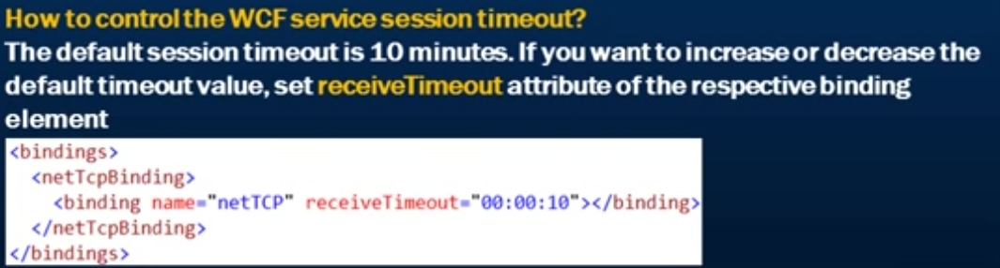 How to control the WCF service session timeout?
The default session timeout is 10 minutes. If you want to increase or decrease the
default timeout value, set receiveTimeout attribute of the respective binding
element
<bindings>
  <netTcpBinding>
    <binding name="netTCP" receiveTimeout="00:00:10"></binding>
  </netTcpBinding>
</bindings>